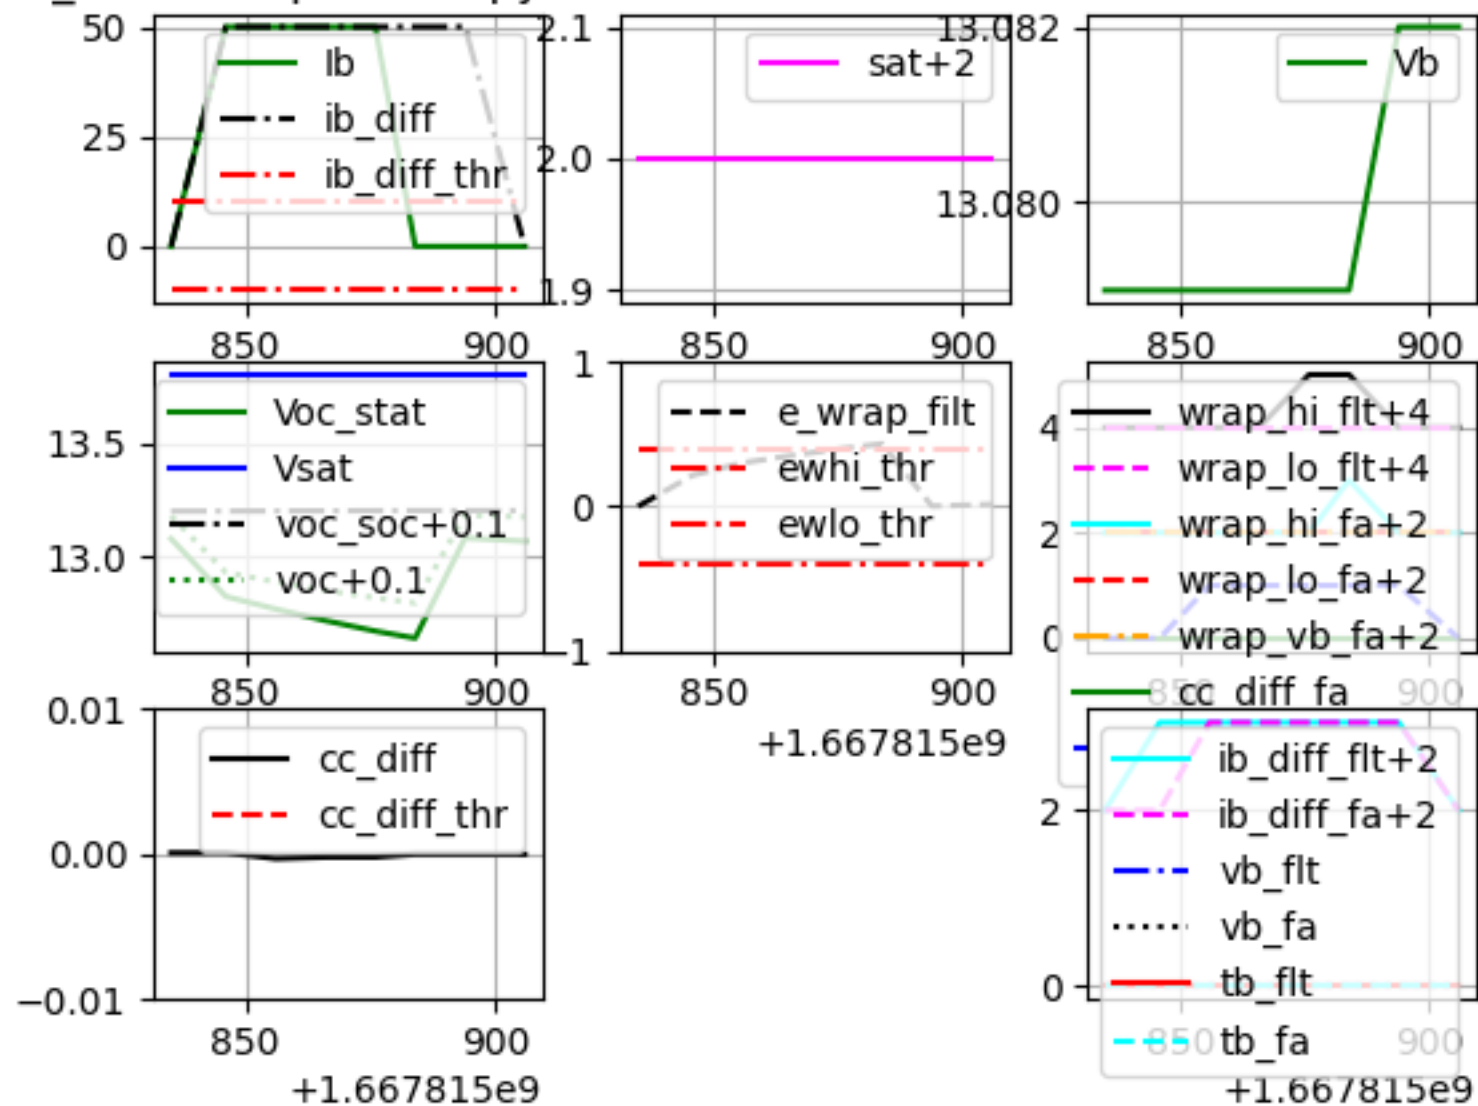 50
25
0
Ib
ib_diff
ib_diff_thr
850
900
2.1
2.0
1.9
sat+2
850
900
13.082
13.080
Vb
850
900
13.5
13.0
Voc_stat
Vsat
voc_soc+0.1
voc+0.1
850
900
1
0
−1
e_wrap_filt
ewhi_thr
ewlo_thr
850
900
+1.667815e9
4
2
0
wrap_hi_flt+4
wrap_lo_flt+4
wrap_hi_fa+2
wrap_lo_fa+2
wrap_vb_fa+2
cc_diff_fa
850
900
0.01
0.00
−0.01
cc_diff
cc_diff_thr
850
900
+1.667815e9
2
0
ib_diff_flt+2
ib_diff_fa+2
vb_flt
vb_fa
tb_flt
tb_fa
850
900
+1.667815e9